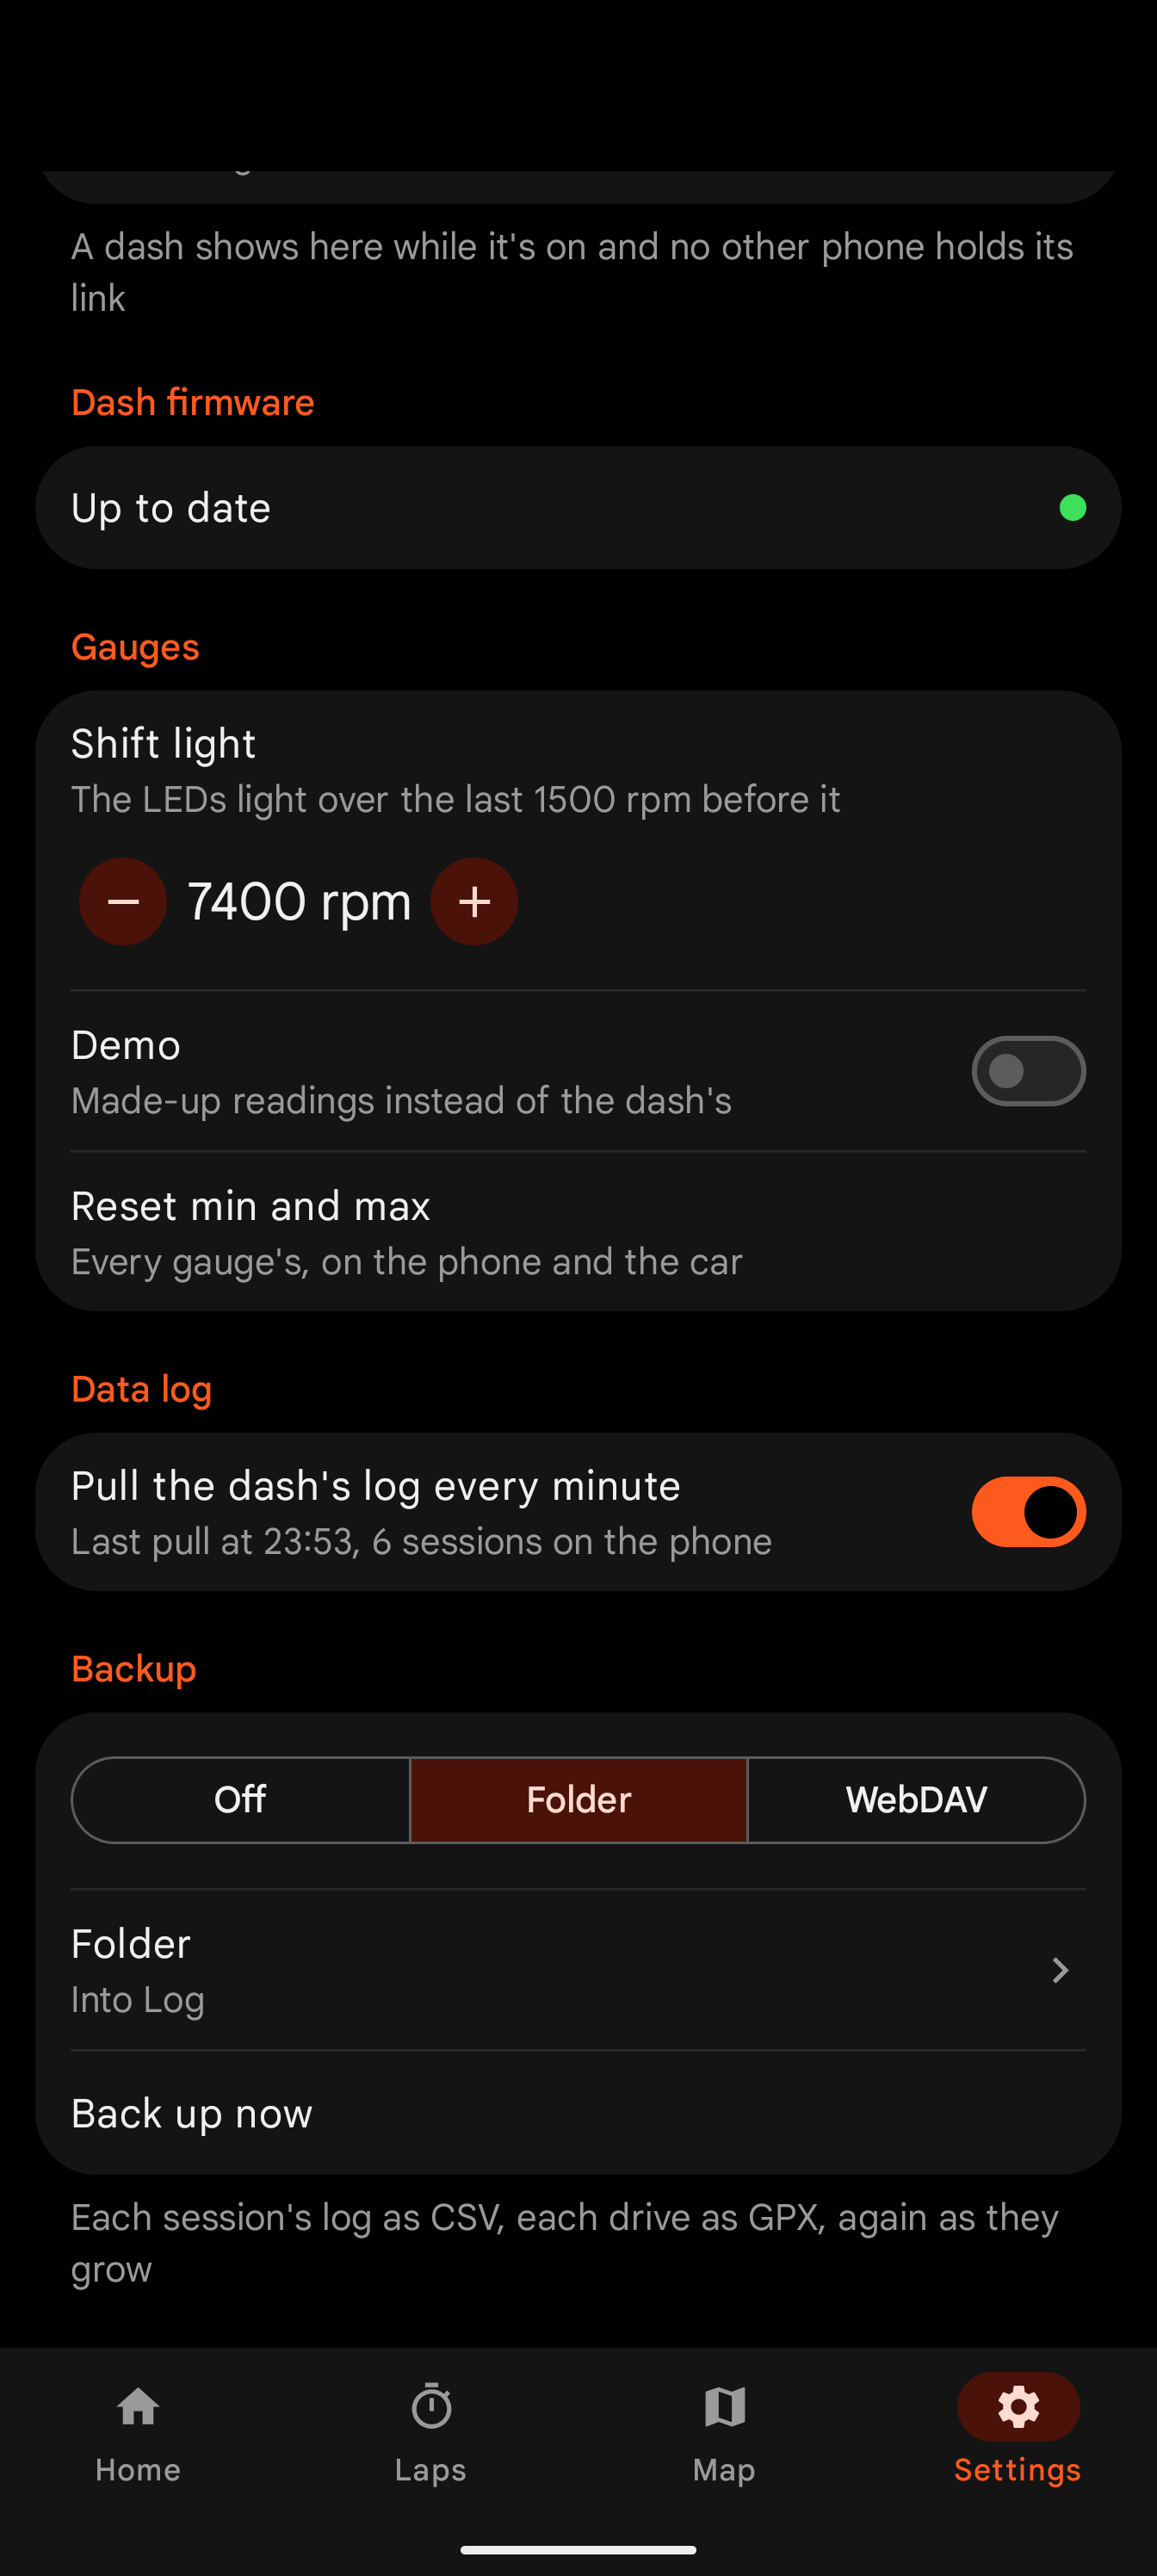 A dash shows here while it's on and no other phone holds its
link
Dash firmware
Up to date
Gauges
Shift light
The LEDs light over the last 1500 rpm before it
7400 rpm
Demo
Made-up readings instead of the dash's
Reset min and max
Every gauge's, on the phone and the car
Data log
Pull the dash's log every minute
Last pull at 23:53, 6 sessions on the phone
Backup
Off
Folder
WebDAV
Folder
Into Log
Back up now
Each session's log as CSV, each drive as GPX, again as they
grow
Home
Laps
Map
Settings